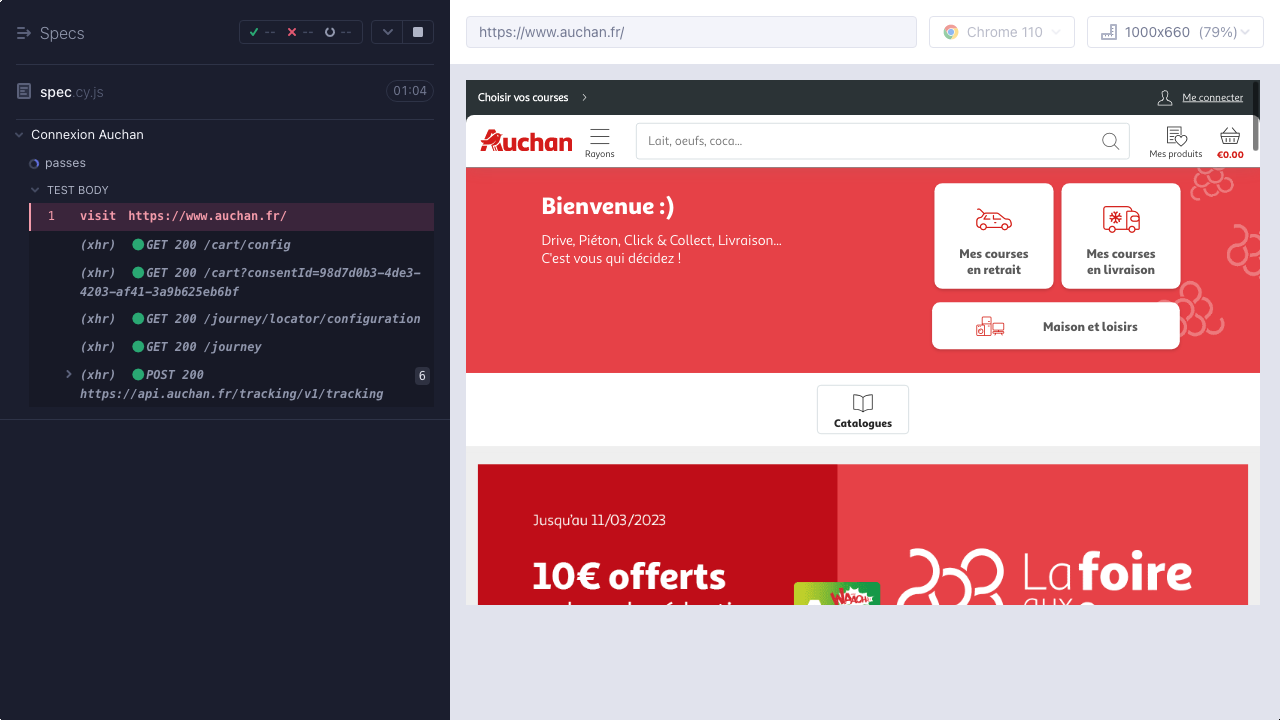 Specs
--
--
--
spec.cy.js
01:04
Connexion Auchan
passes
TEST BODY
1 visit https://www.auchan.fr/
(xhr) GET 200 /cart/config
(xhr) GET 200 /cart?consentId=98d7d0b3-4de3-
4203-af41-3a9b625eb6bf
(xhr) GET 200 /journey/locator/configuration
(xhr) GET 200 /journey
(xhr) POST 200
https://api.auchan.fr/tracking/v1/tracking
6
https://www.auchan.fr/
Chrome 110
1000x660 (79%)
Choisir vos courses
Me connecter
Auchan
Rayons
Lait, oeufs, coca...
Mes produits
€0.00
Bienvenue :)
Drive, Piéton, Click & Collect, Livraison...
C'est vous qui décidez !
Mes courses
en retrait
Mes courses
en livraison
Maison et loisirs
Catalogues
Jusqu'au 11/03/2023
10€ offerts
WAAOH
La foire
aux